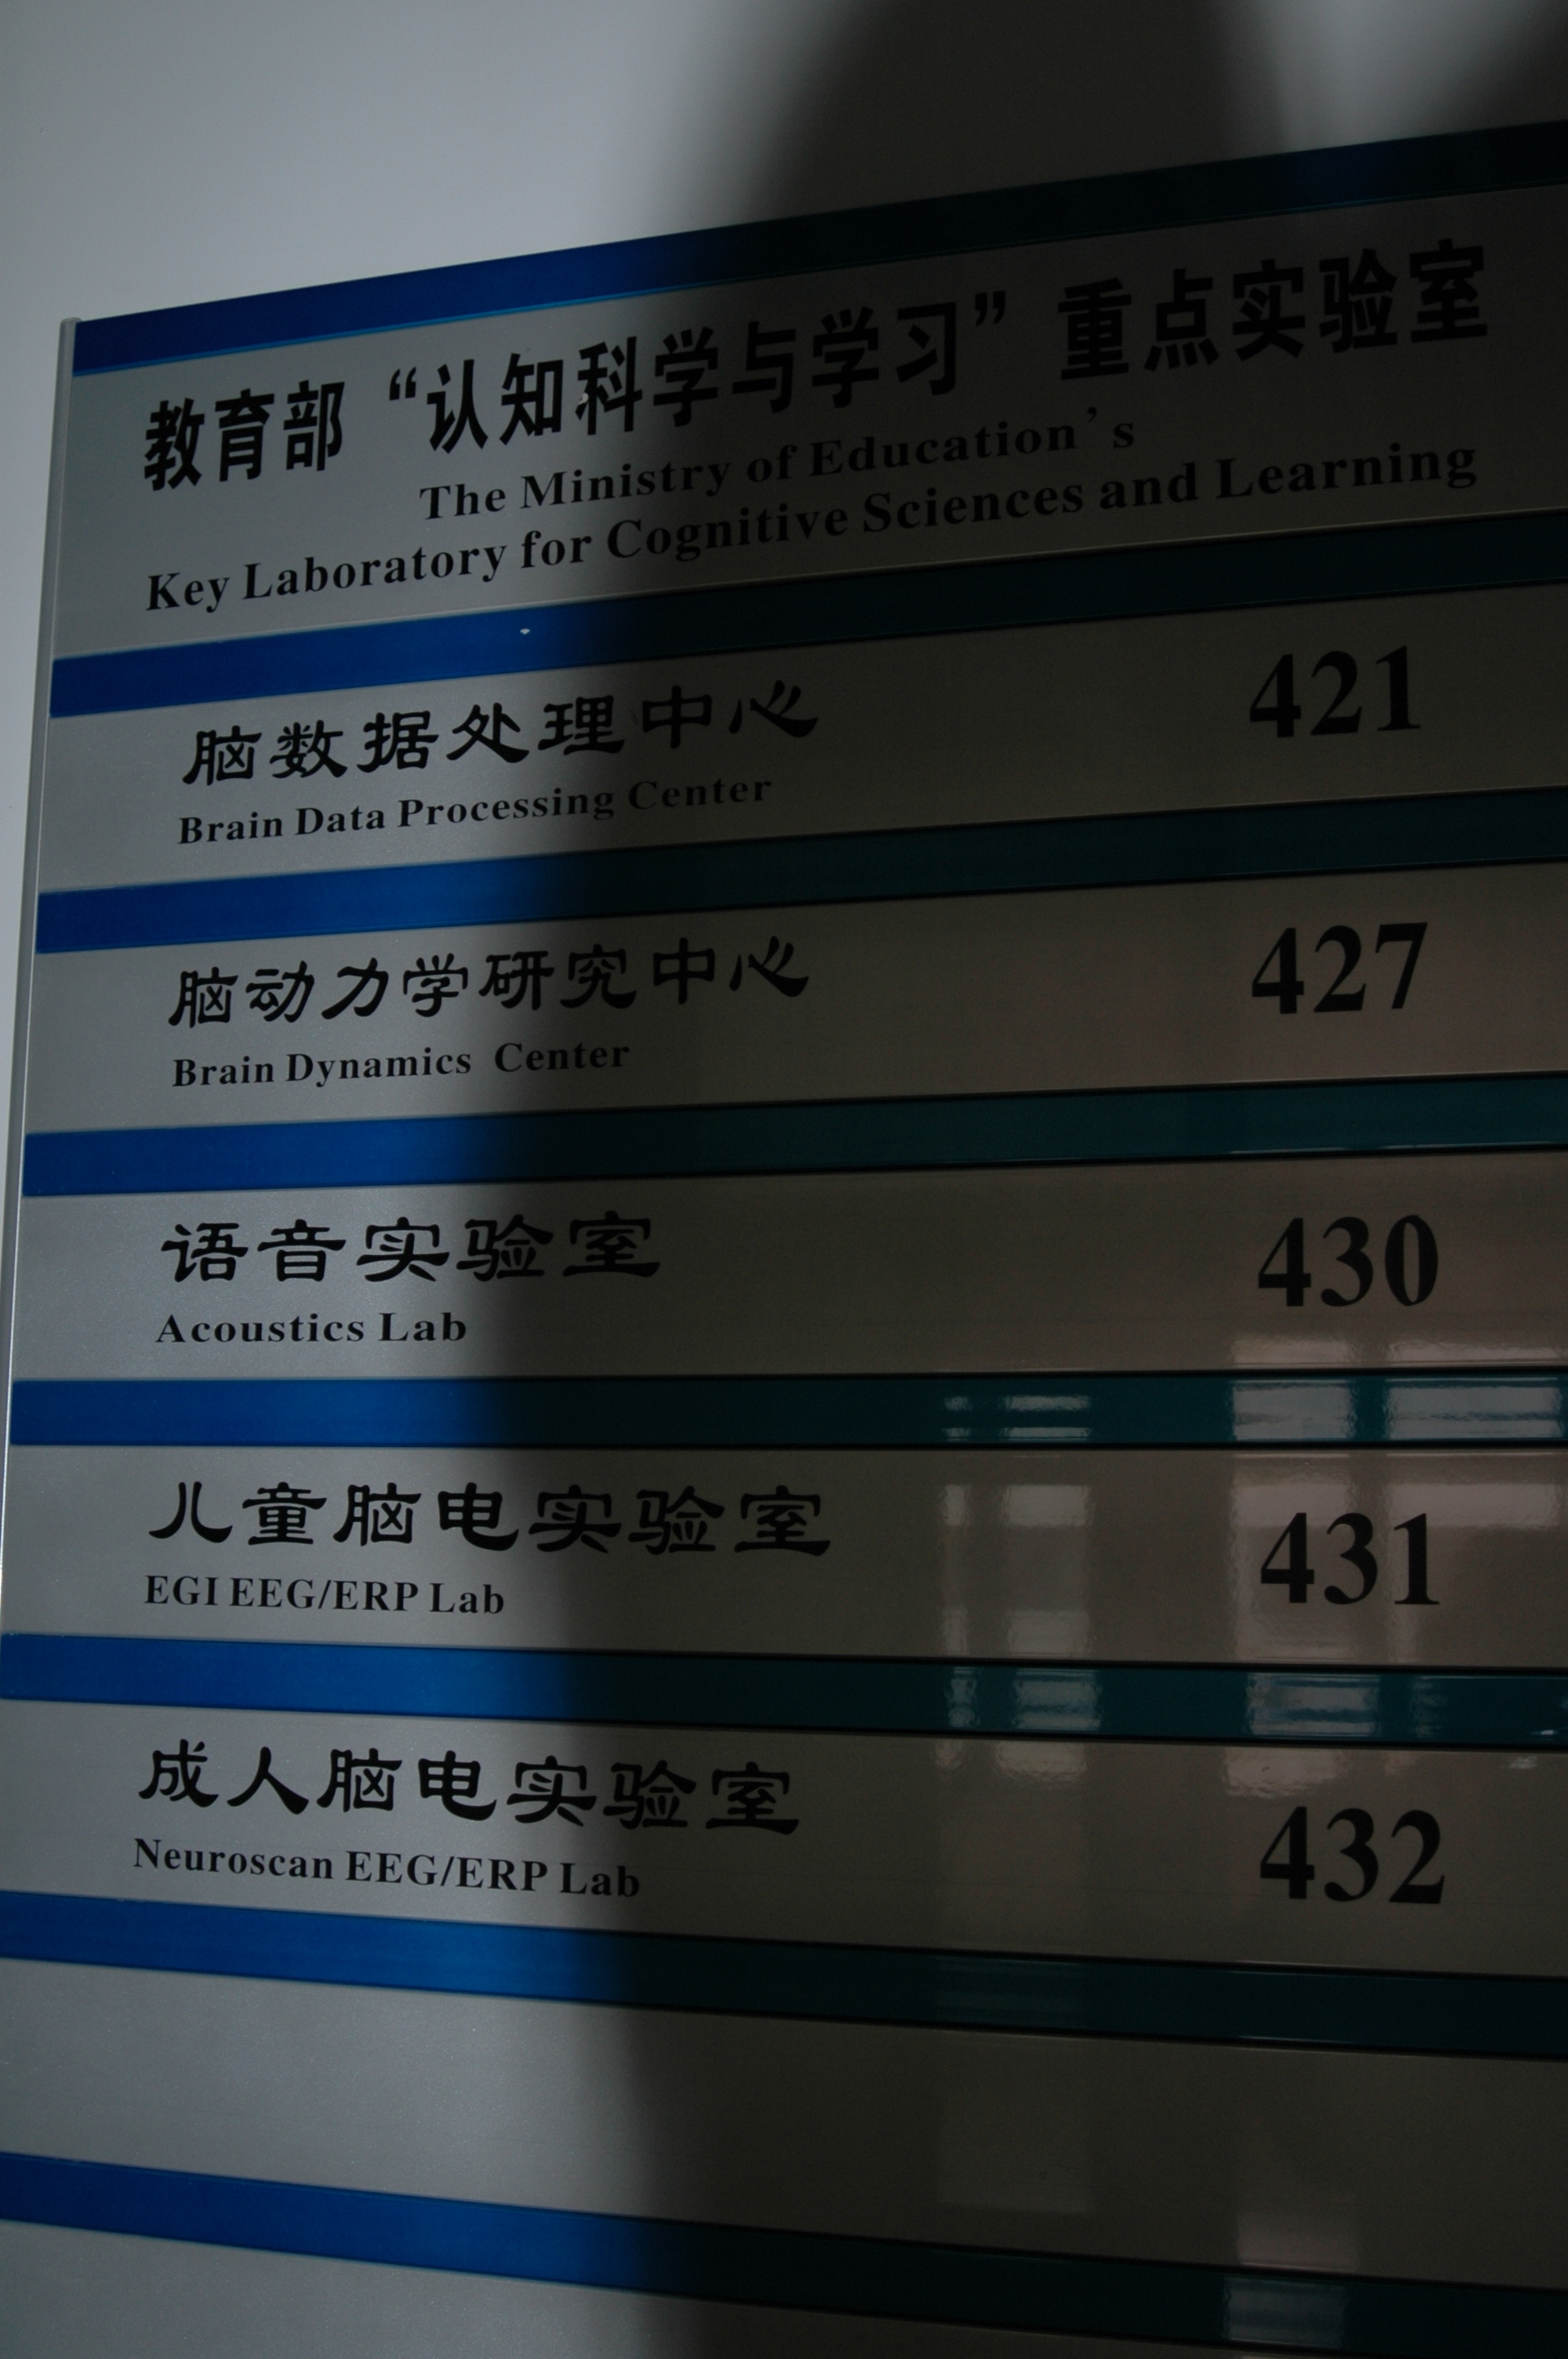 教育部“认知科学与学习”重点实验室
The Ministry of Education's
Key Laboratory for Cognitive Sciences and Learning
脑数据处理中心 421
Brain Data Processing Center
脑动力学研究中心 427
Brain Dynamics Center
语音实验室 430
Acoustics Lab
儿童脑电实验室 431
EGI EEG/ERP Lab
成人脑电实验室 432
Neuroscan EEG/ERP Lab